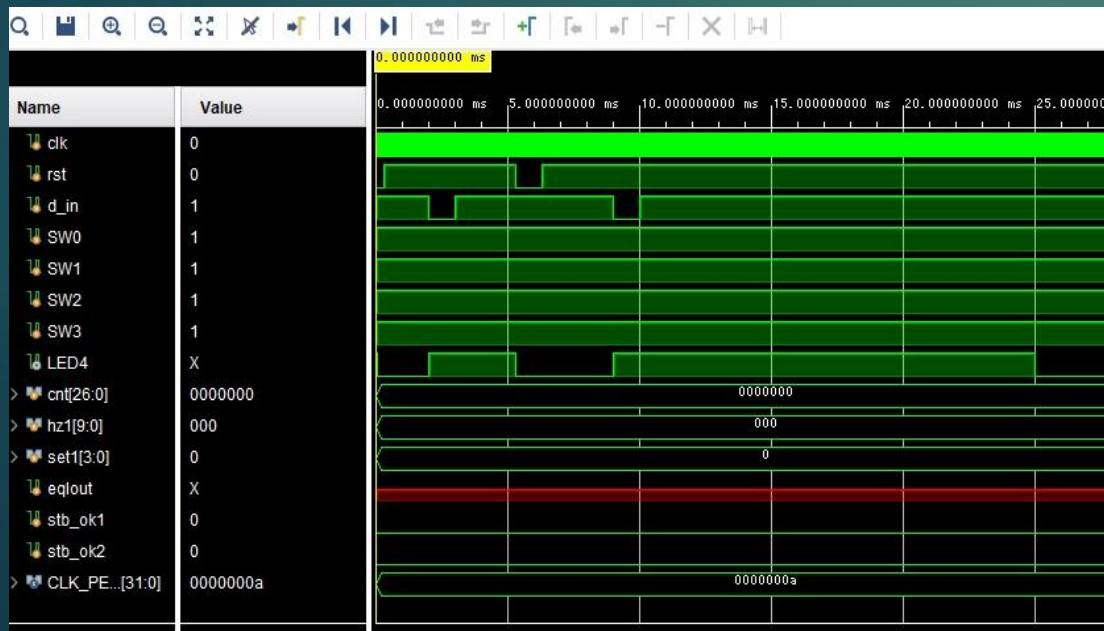 0.000000000 ms
Name Value
0.000000000 ms 5.000000000 ms 10.000000000 ms 15.000000000 ms 20.000000000 ms 25.000000
clk 0
rst 0
d_in 1
SW0 1
SW1 1
SW2 1
SW3 1
LED4 X
cnt[26:0] 0000000 0000000
hz1[9:0] 000 000
set1[3:0] 0 0
eqlout X
stb_ok1 0
stb_ok2 0
CLK_PE...[31:0] 0000000a 0000000a